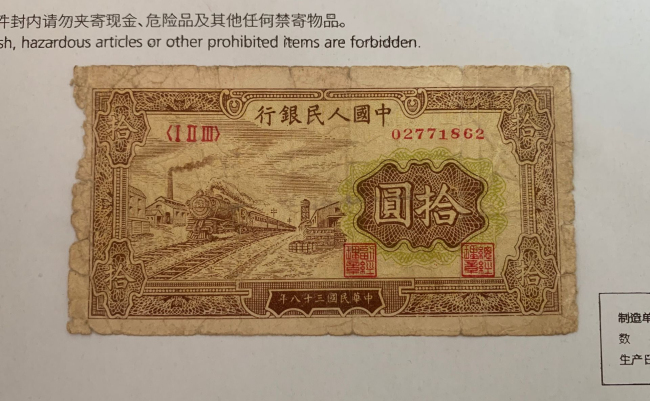 件封内请勿夹寄现金、危险品及其他任何禁寄物品。
sh, hazardous articles or other prohibited items are forbidden.
行銀民人國中
〈I II III〉
02771862
拾
拾
圓拾
拾
拾
年八十三國民華中
制造单
数
生产日